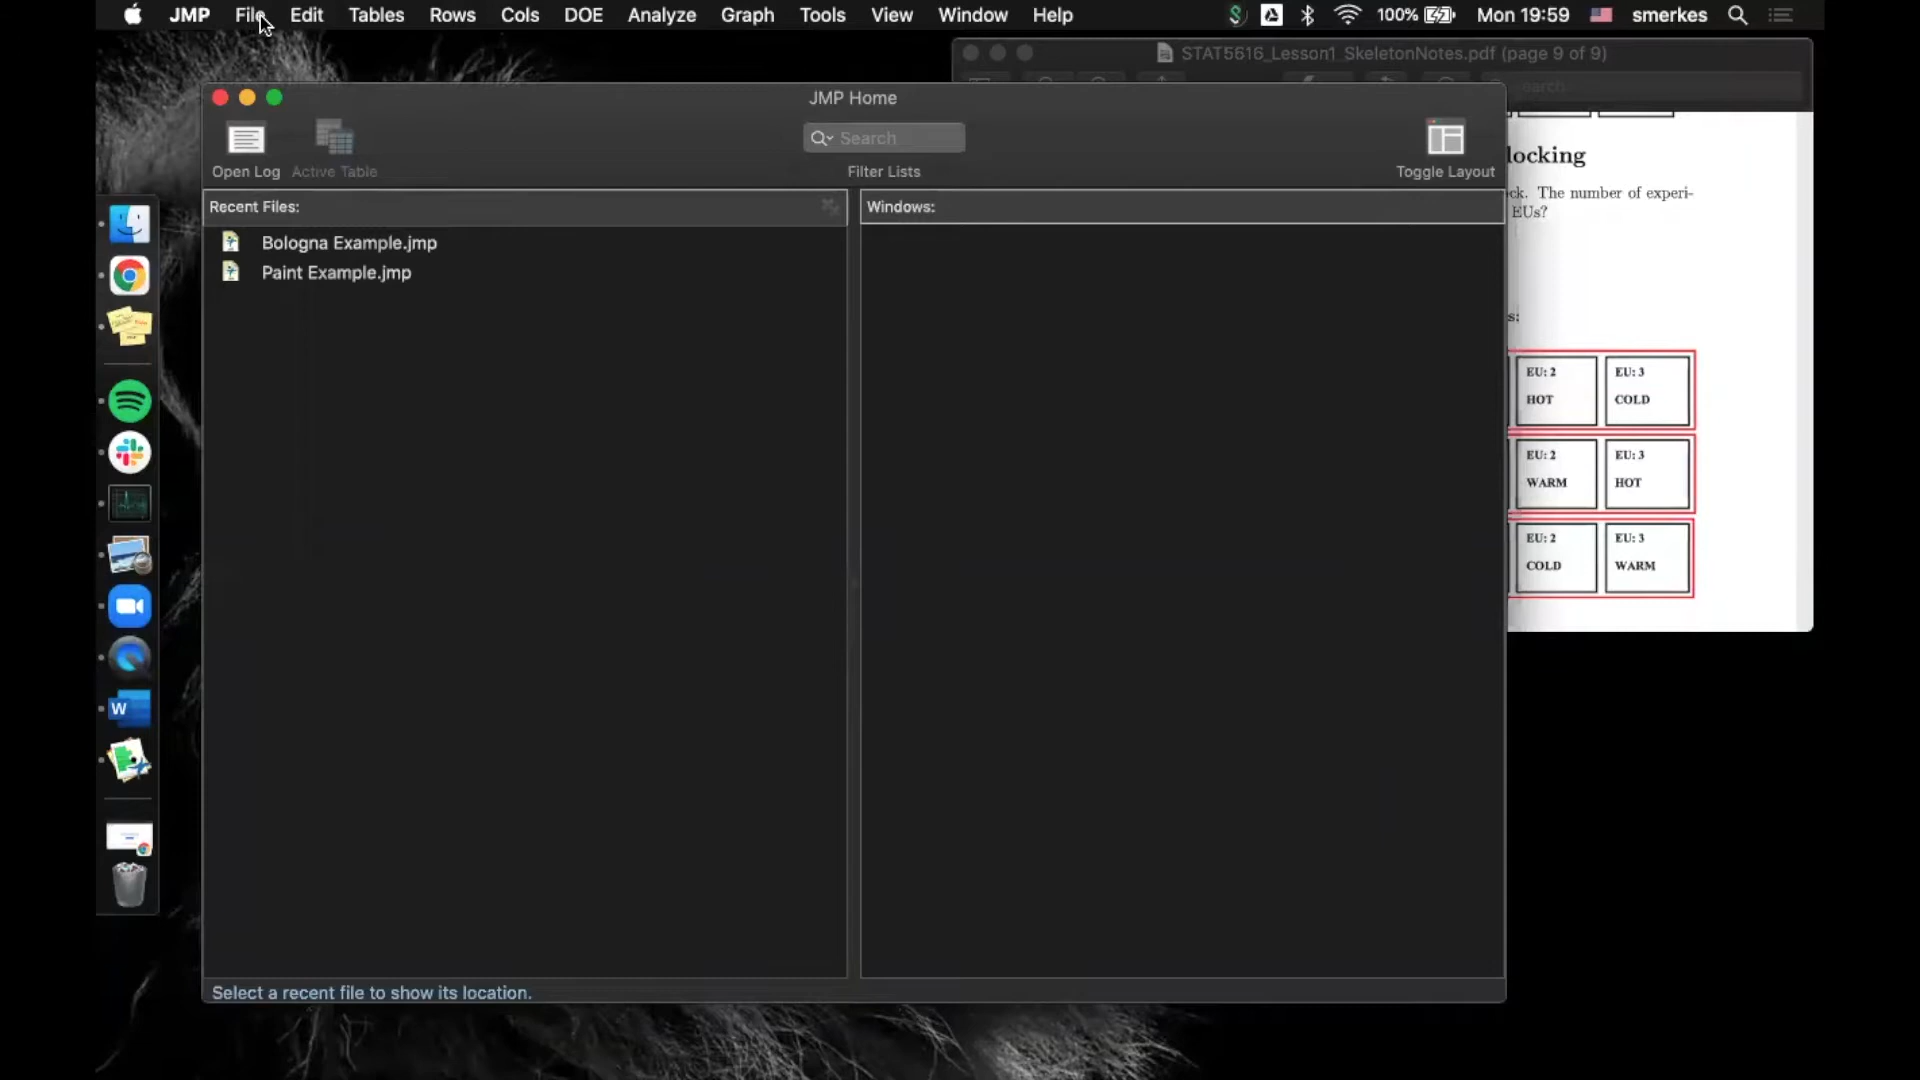 JMP File Edit Tables Rows Cols DOE Analyze Graph Tools View Window Help 100% Mon 19:59 smerkes
STAT5616_Lesson1_SkeletonNotes.pdf (page 9 of 9)
JMP Home
Search
Open Log Active Table Filter Lists Toggle Layout
Recent Files:
Bologna Example.jmp
Paint Example.jmp
Windows:
Select a recent file to show its location.
locking
ck. The number of experi-
EUs?
s:
EU: 2 EU: 3
HOT COLD
EU: 2 EU: 3
WARM HOT
EU: 2 EU: 3
COLD WARM
W